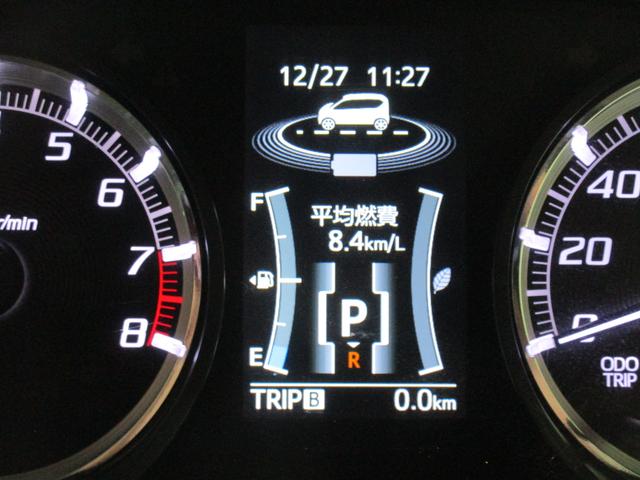 12/27 11:27
5
6
7
8
r/min
F
平均燃費
8.4km/L
P
R
E
TRIP B 0.0km
40
20
0
ODO
TRIP